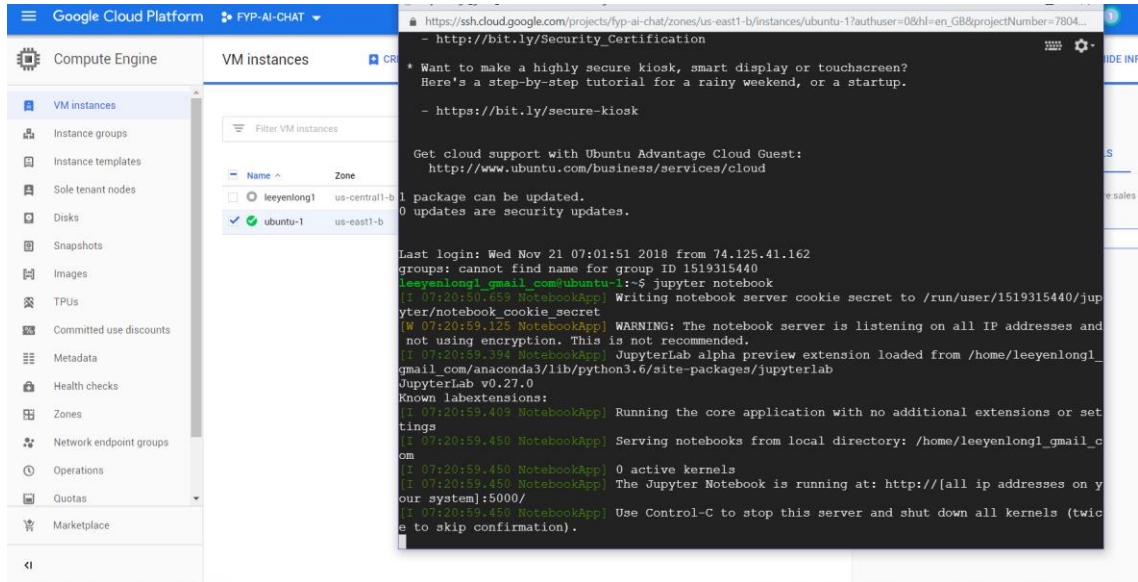 Google Cloud Platform
FYP-AI-CHAT
https://ssh.cloud.google.com/projects/fyp-ai-chat/zones/us-east1-b/instances/ubuntu-1?authuser=0&hl=en_GB&projectNumber=7804...
1
Compute Engine
VM instances
VM instances
Instance groups
Instance templates
Sole tenant nodes
Disks
Snapshots
Images
TPUs
Committed use discounts
Metadata
Health checks
Zones
Network endpoint groups
Operations
Quotas
Marketplace
Filter VM instances
Name
Zone
leeyenlong1 us-central1-b
ubuntu-1 us-east1-b
- http://bit.ly/Security_Certification
* Want to make a highly secure kiosk, smart display or touchscreen?
Here's a step-by-step tutorial for a rainy weekend, or a startup.
- https://bit.ly/secure-kiosk
Get cloud support with Ubuntu Advantage Cloud Guest:
http://www.ubuntu.com/business/services/cloud
1 package can be updated.
0 updates are security updates.
Last login: Wed Nov 21 07:01:51 2018 from 74.125.41.162
groups: cannot find name for group ID 1519315440
leeyenlong1_gmail_com@ubuntu-1:~$ jupyter notebook
[I 07:20:50.659 NotebookApp] Writing notebook server cookie secret to /run/user/1519315440/jup
yter/notebook_cookie_secret
[W 07:20:59.125 NotebookApp] WARNING: The notebook server is listening on all IP addresses and
not using encryption. This is not recommended.
[I 07:20:59.394 NotebookApp] JupyterLab alpha preview extension loaded from /home/leeyenlong1_
gmail_com/anaconda3/lib/python3.6/site-packages/jupyterlab
JupyterLab v0.27.0
Known labextensions:
[I 07:20:59.409 NotebookApp] Running the core application with no additional extensions or set
tings
[I 07:20:59.450 NotebookApp] Serving notebooks from local directory: /home/leeyenlong1_gmail_c
om
[I 07:20:59.450 NotebookApp] 0 active kernels
[I 07:20:59.450 NotebookApp] The Jupyter Notebook is running at: http://[all ip addresses on y
our system]:5000/
[I 07:20:59.450 NotebookApp] Use Control-C to stop this server and shut down all kernels (twic
e to skip confirmation).